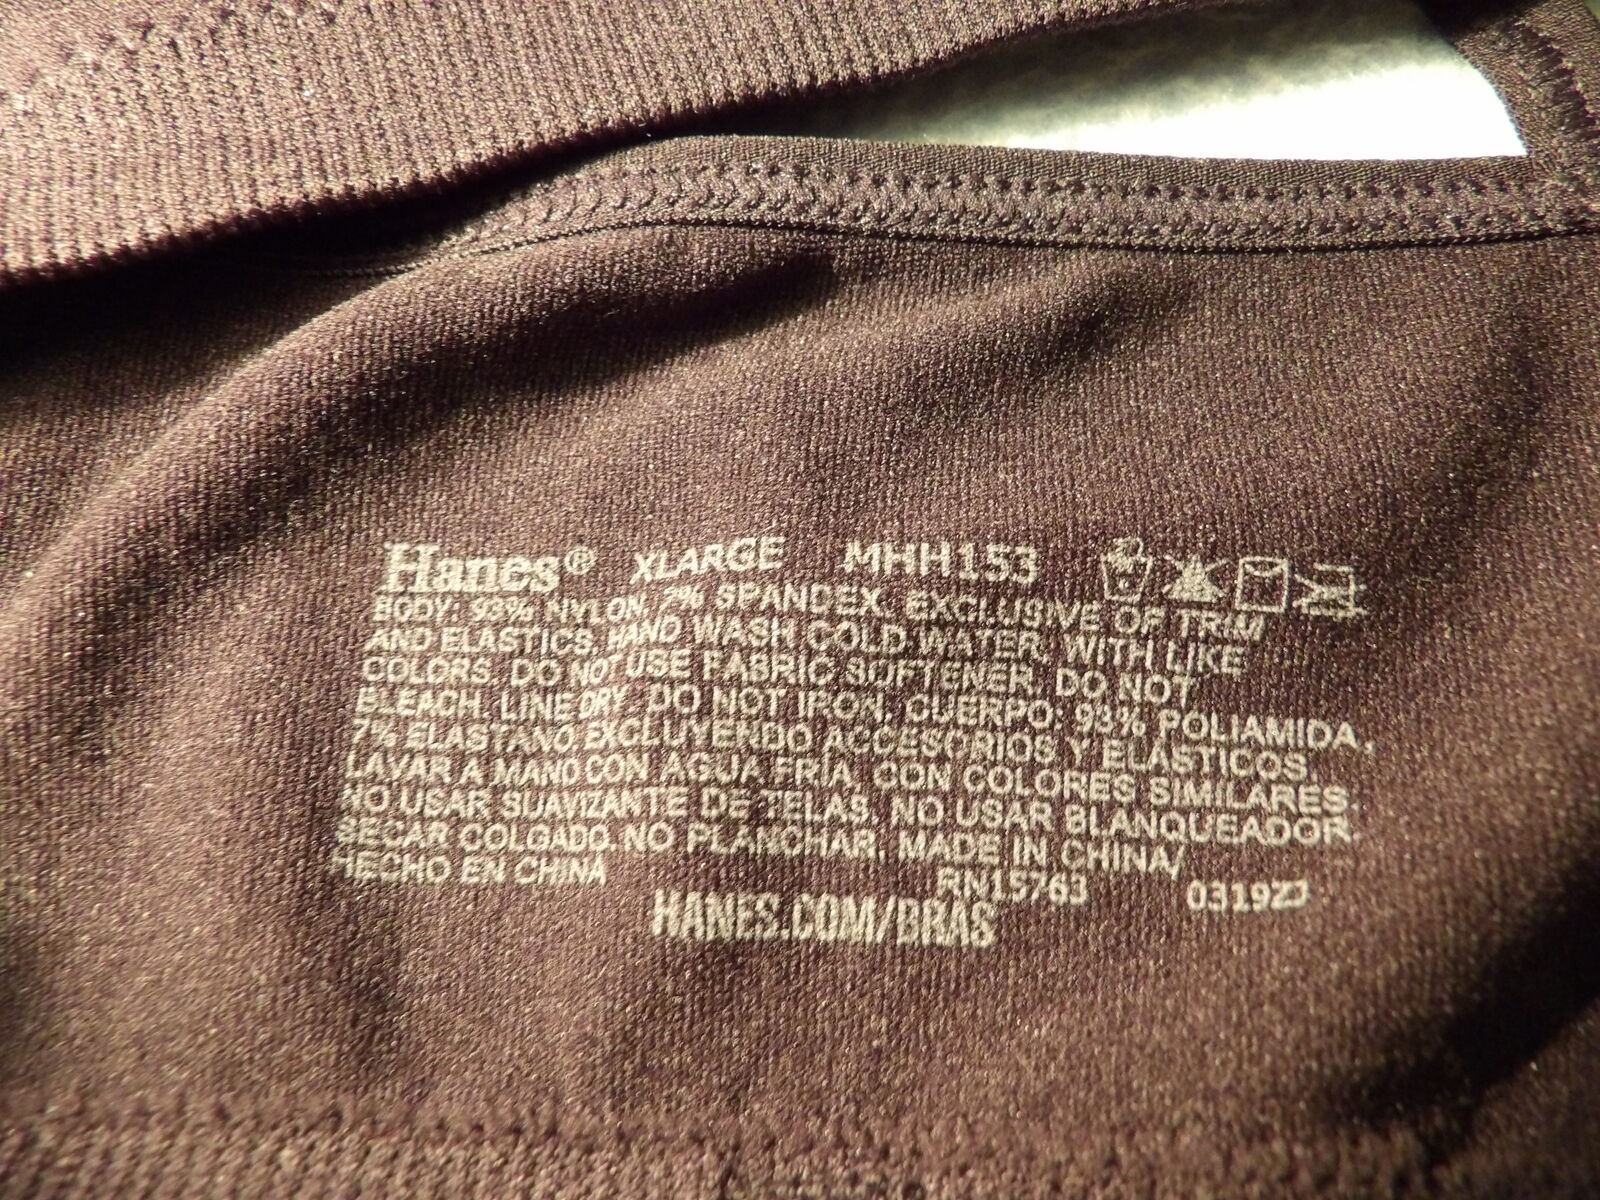 Hanes® XLARGE MHH153
BODY: 93% NYLON, 7% SPANDEX, EXCLUSIVE OF TRIM
AND ELASTICS. HAND WASH COLD WATER, WITH LIKE
COLORS. DO NOT USE FABRIC SOFTENER. DO NOT
BLEACH. LINE DRY. DO NOT IRON. CUERPO: 93% POLIAMIDA,
7% ELASTANO EXCLUYENDO ACCESORIOS Y ELÁSTICOS.
LAVAR A MANO CON AGUA FRÍA, CON COLORES SIMILARES.
NO USAR SUAVIZANTE DE TELAS. NO USAR BLANQUEADOR.
SECAR COLGADO. NO PLANCHAR. MADE IN CHINA/
HECHO EN CHINA RN15763 0319ZJ
HANES.COM/BRAS